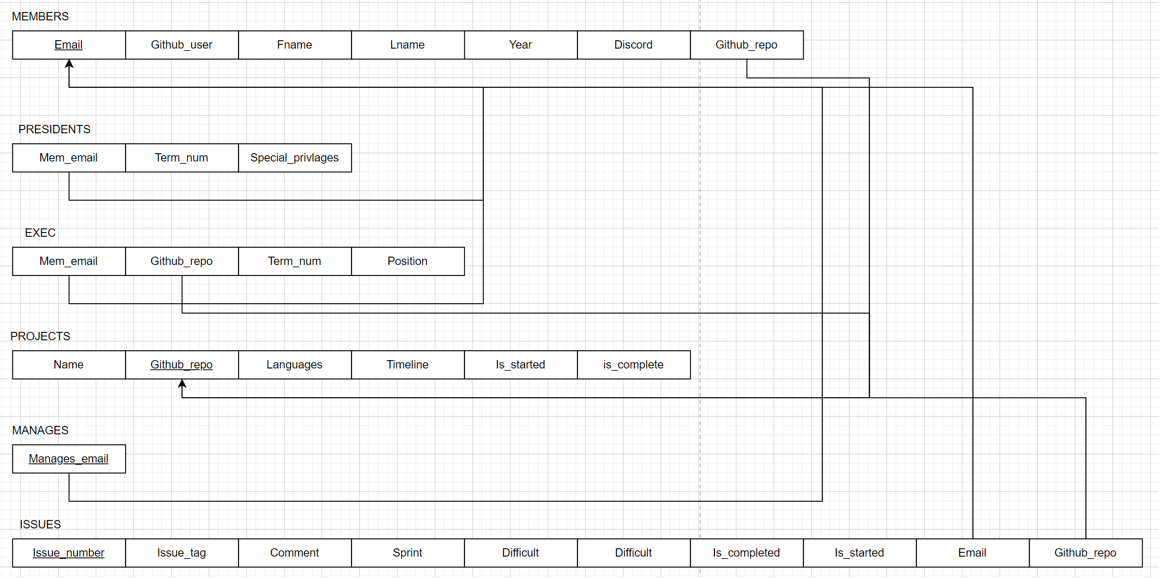 MEMBERS
Email Github_user Fname Lname Year Discord Github_repo
PRESIDENTS
Mem_email Term_num Special_privlages
EXEC
Mem_email Github_repo Term_num Position
PROJECTS
Name Github_repo Languages Timeline Is_started is_complete
MANAGES
Manages_email
ISSUES
Issue_number Issue_tag Comment Sprint Difficult Difficult Is_completed Is_started Email Github_repo